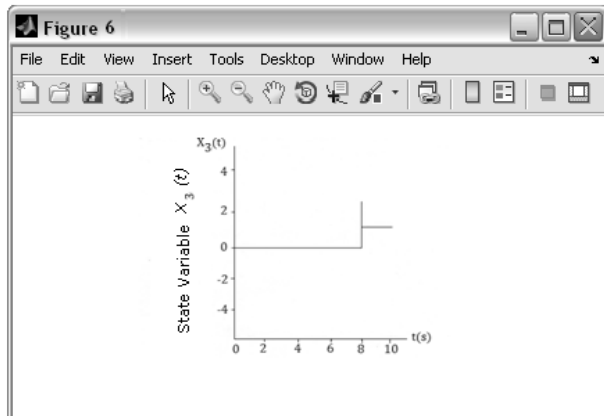 Figure 6
File Edit View Insert Tools Desktop Window Help
X3(t)
State Variable X3 (t)
4
2
0
-2
-4
0 2 4 6 8 10
t(s)